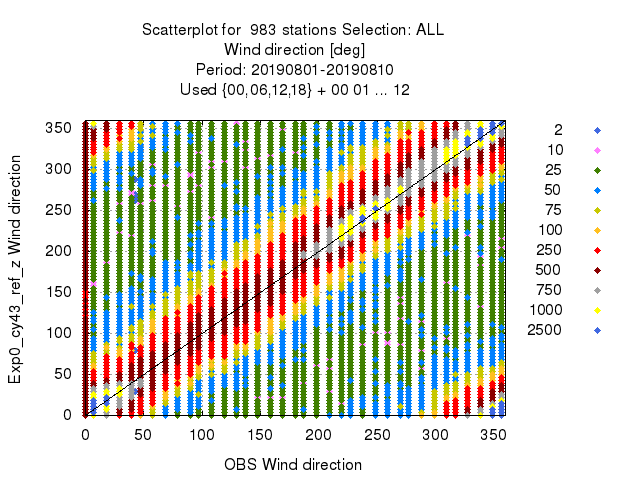 Scatterplot for 983 stations Selection: ALL
Wind direction [deg]
Period: 20190801-20190810
Used {00,06,12,18} + 00 01 ... 12
Exp0_cy43_ref_z Wind direction
350
300
250
200
150
100
50
0
0 50 100 150 200 250 300 350
OBS Wind direction
2
10
25
50
75
100
250
500
750
1000
2500